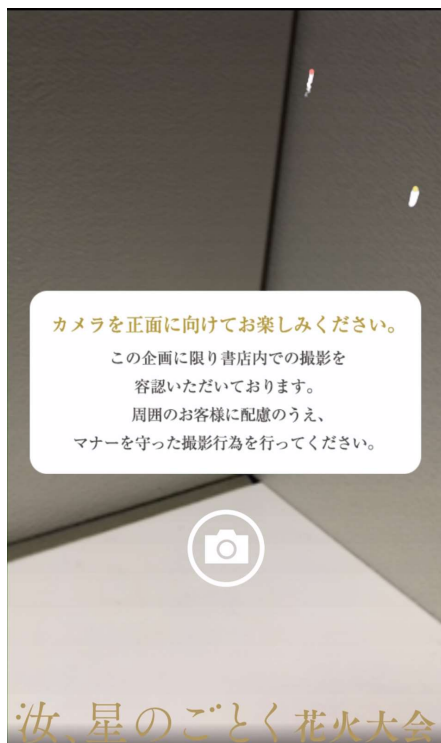 カメラを正面に向けてお楽しみください。
この企画に限り書店内での撮影を
容認いただいております。
周囲のお客様に配慮のうえ、
マナーを守った撮影行為を行ってください。
汝、星のごとく花火大会